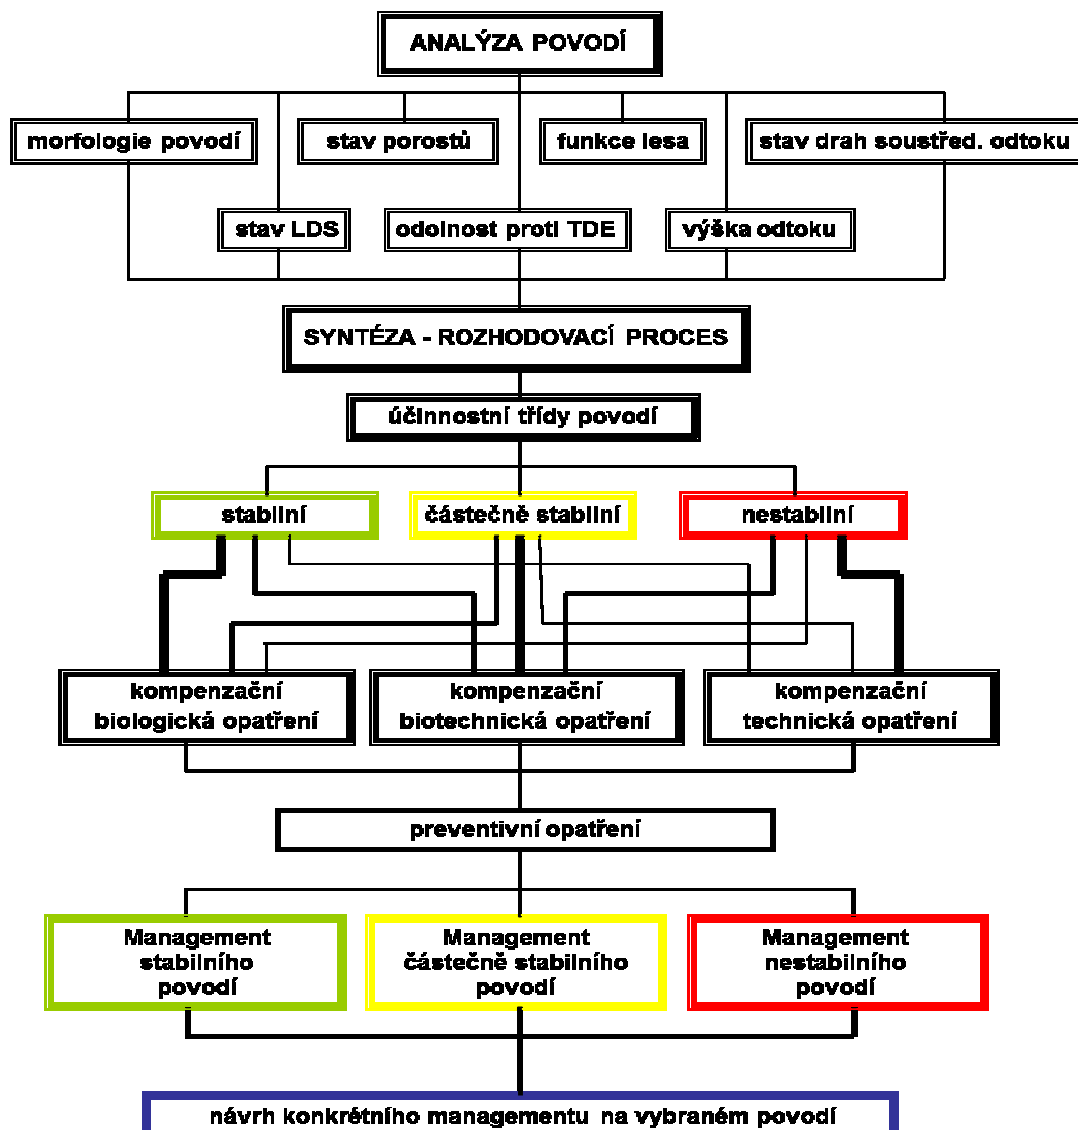 ANALÝZA POVODÍ
morfologie povodí
stav porostů
funkce lesa
stav drah soustřed. odtoku
stav LDS
odolnost proti TDE
výška odtoku
SYNTÉZA - ROZHODOVACÍ PROCES
účinnostní třídy povodí
stabilní
částečně stabilní
nestabilní
kompenzační
biologická opatření
kompenzační
biotechnická opatření
kompenzační
technická opatření
preventivní opatření
Management
stabilního
povodí
Management
částečně stabilního
povodí
Management
nestabilního
povodí
návrh konkrétního managementu na vybraném povodí